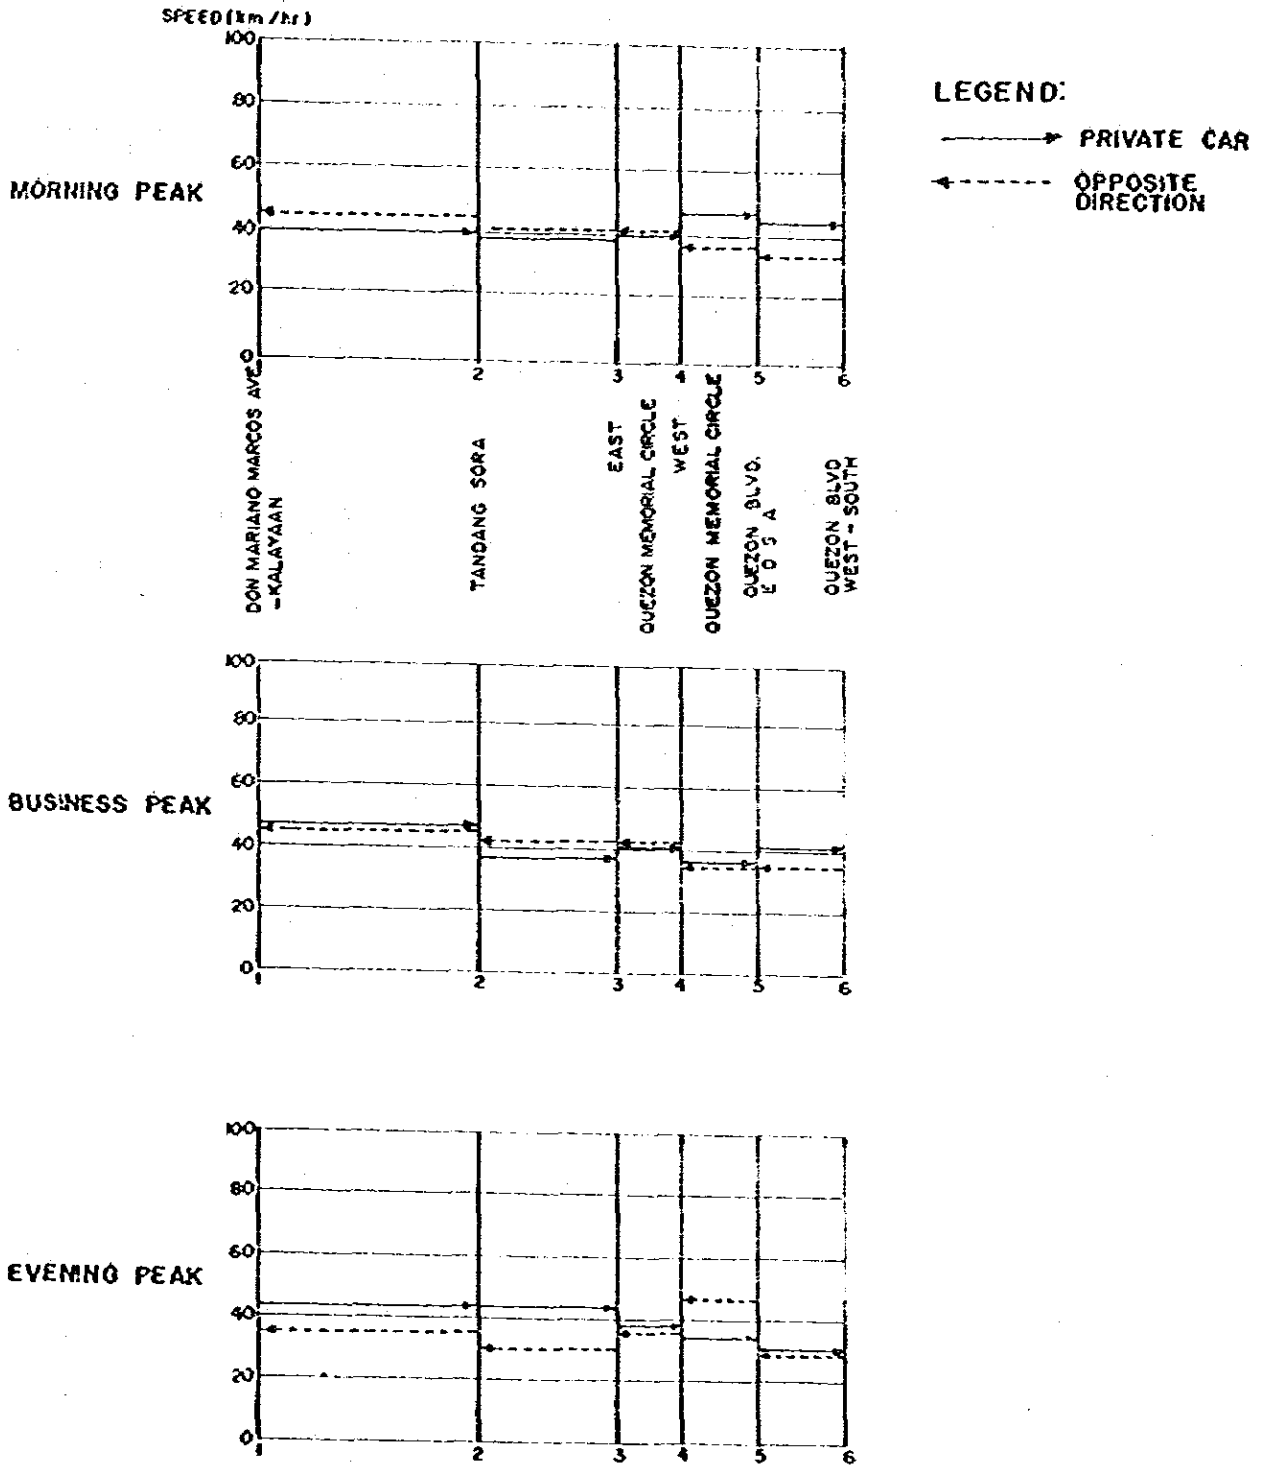 SPEED (km/hr)
100
80
60
40
20
0
MORNING PEAK
LEGEND:
PRIVATE CAR
OPPOSITE
DIRECTION
1 2 3 4 5 6
DON MARIANO MARCOS AVE
-KALAYAAN
TANDANG SORA
EAST
QUEZON MEMORIAL CIRCLE
WEST
QUEZON MEMORIAL CIRCLE
QUEZON BLVD.
E D S A
QUEZON BLVD
WEST - SOUTH
100
80
60
40
20
0
BUSINESS PEAK
1 2 3 4 5 6
100
80
60
40
20
0
EVENING PEAK
1 2 3 4 5 6